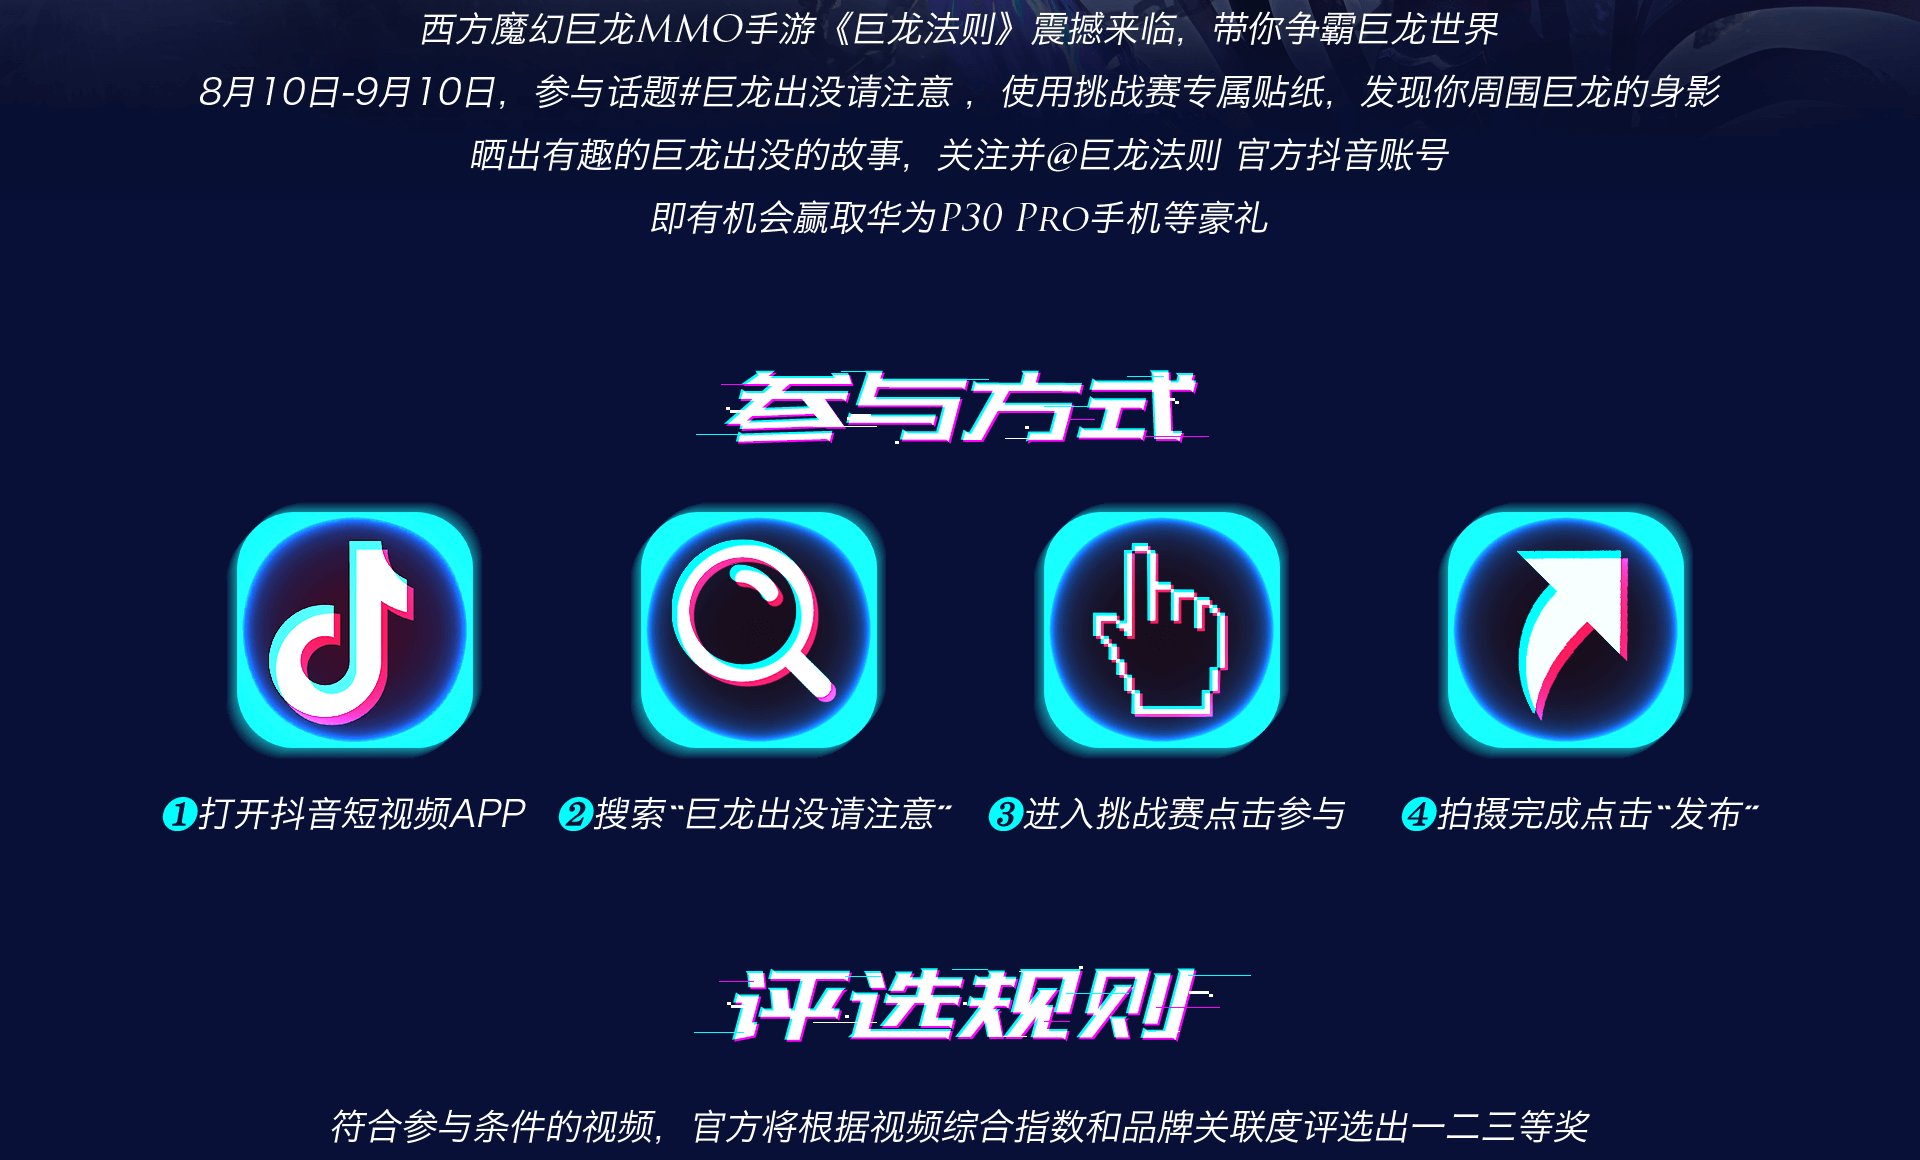 西方魔幻巨龙MMO手游《巨龙法则》震撼来临，带你争霸巨龙世界
8月10日-9月10日，参与话题#巨龙出没请注意 ，使用挑战赛专属贴纸，发现你周围巨龙的身影
晒出有趣的巨龙出没的故事，关注并@巨龙法则 官方抖音账号
即有机会赢取华为P30 PRO手机等豪礼
参与方式
❶打开抖音短视频APP
❷搜索“巨龙出没请注意”
❸进入挑战赛点击参与
❹拍摄完成点击“发布”
评选规则
符合参与条件的视频，官方将根据视频综合指数和品牌关联度评选出一二三等奖